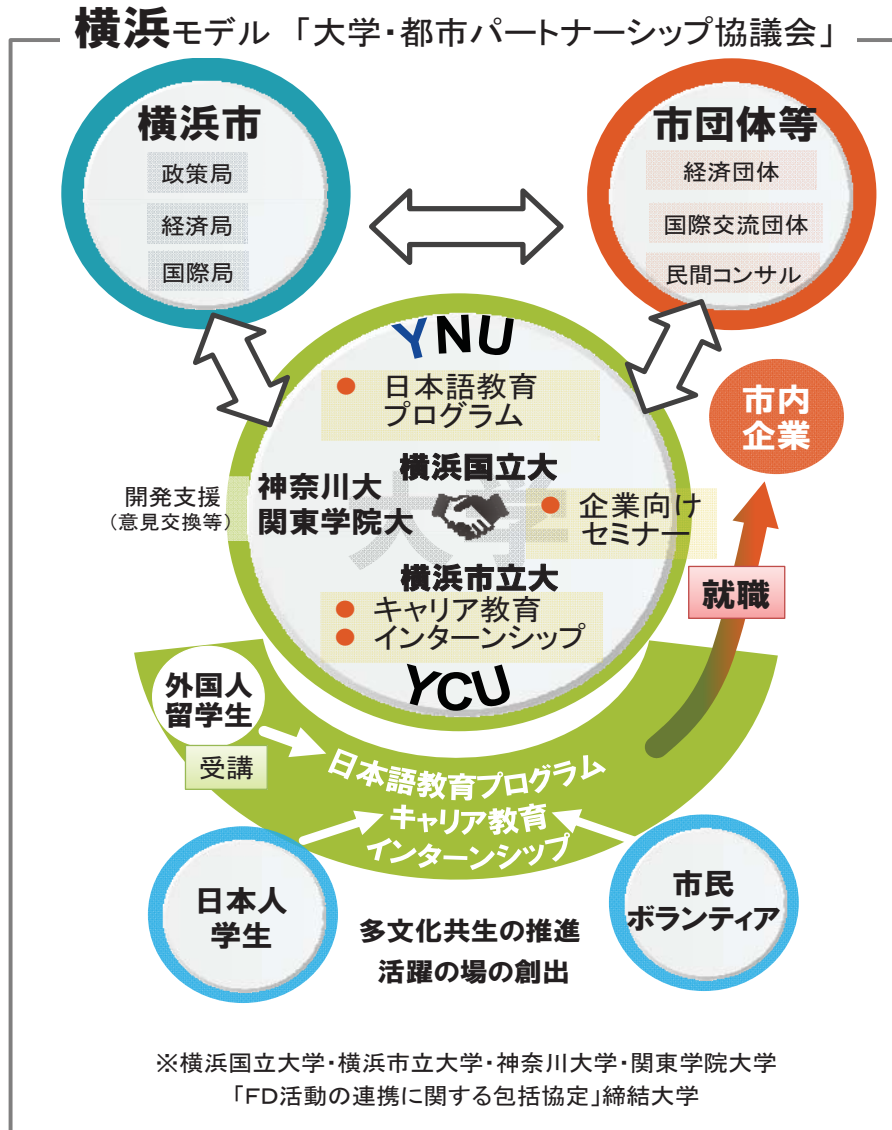 横浜モデル 「大学・都市パートナーシップ協議会」
横浜市
政策局
経済局
国際局
市団体等
経済団体
国際交流団体
民間コンサル
YNU
● 日本語教育
プログラム
市内
企業
大学
横浜国立大
開発支援
(意見交換等)
神奈川大
関東学院大
● 企業向け
セミナー
横浜市立大
● キャリア教育
● インターンシップ
YCU
就職
外国人
留学生
受講
日本語教育プログラム
キャリア教育
インターンシップ
日本人
学生
市民
ボランティア
多文化共生の推進
活躍の場の創出
※横浜国立大学・横浜市立大学・神奈川大学・関東学院大学
「FD活動の連携に関する包括協定」締結大学